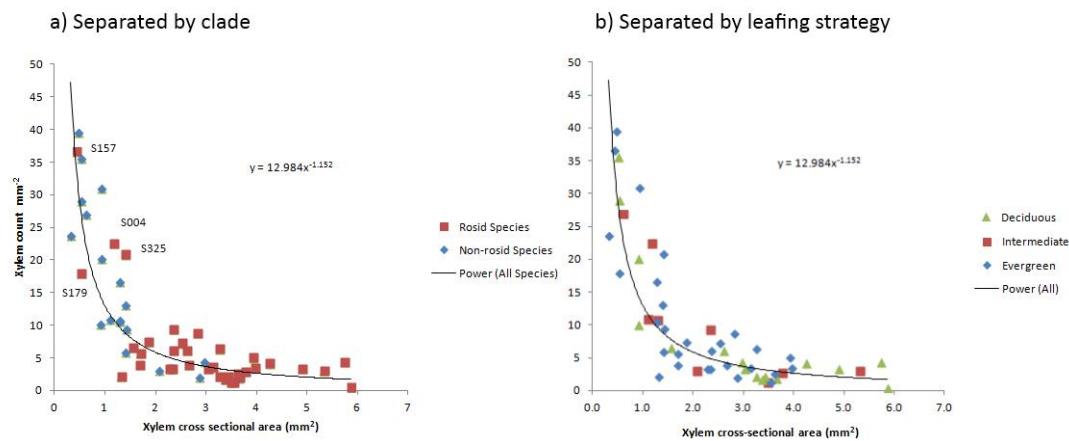 a) Separated by clade
b) Separated by leafing strategy
50
45
40
35
30
25
20
15
10
5
0
Xylem count mm-2
S157
S004
S325
S179
y = 12.984x-1.152
0 1 2 3 4 5 6 7
Xylem cross sectional area (mm2)
Rosid Species
Non-rosid Species
Power (All Species)
50
45
40
35
30
25
20
15
10
5
0
y = 12.984x-1.152
0.0 1.0 2.0 3.0 4.0 5.0 6.0 7.0
Xylem cross-sectional area (mm2)
Deciduous
Intermediate
Evergreen
Power (All)